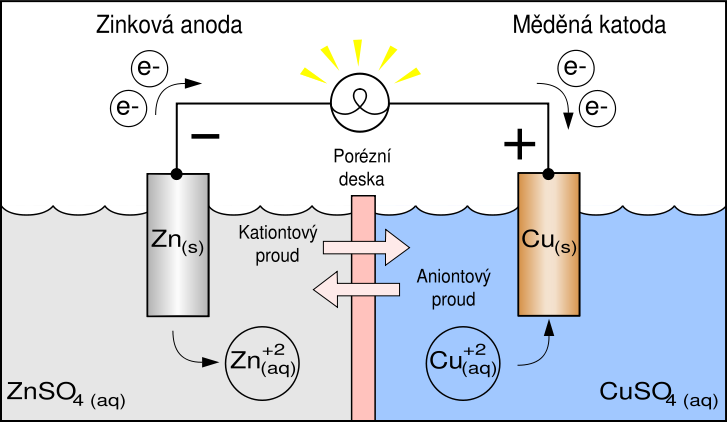 Zinková anoda
Měděná katoda
e-
e-
e-
e-
−
+
Porézní
deska
Zn(s)
Cu(s)
Kationtový
proud
Aniontový
proud
Zn+2(aq)
Cu+2(aq)
ZnSO4 (aq)
CuSO4 (aq)